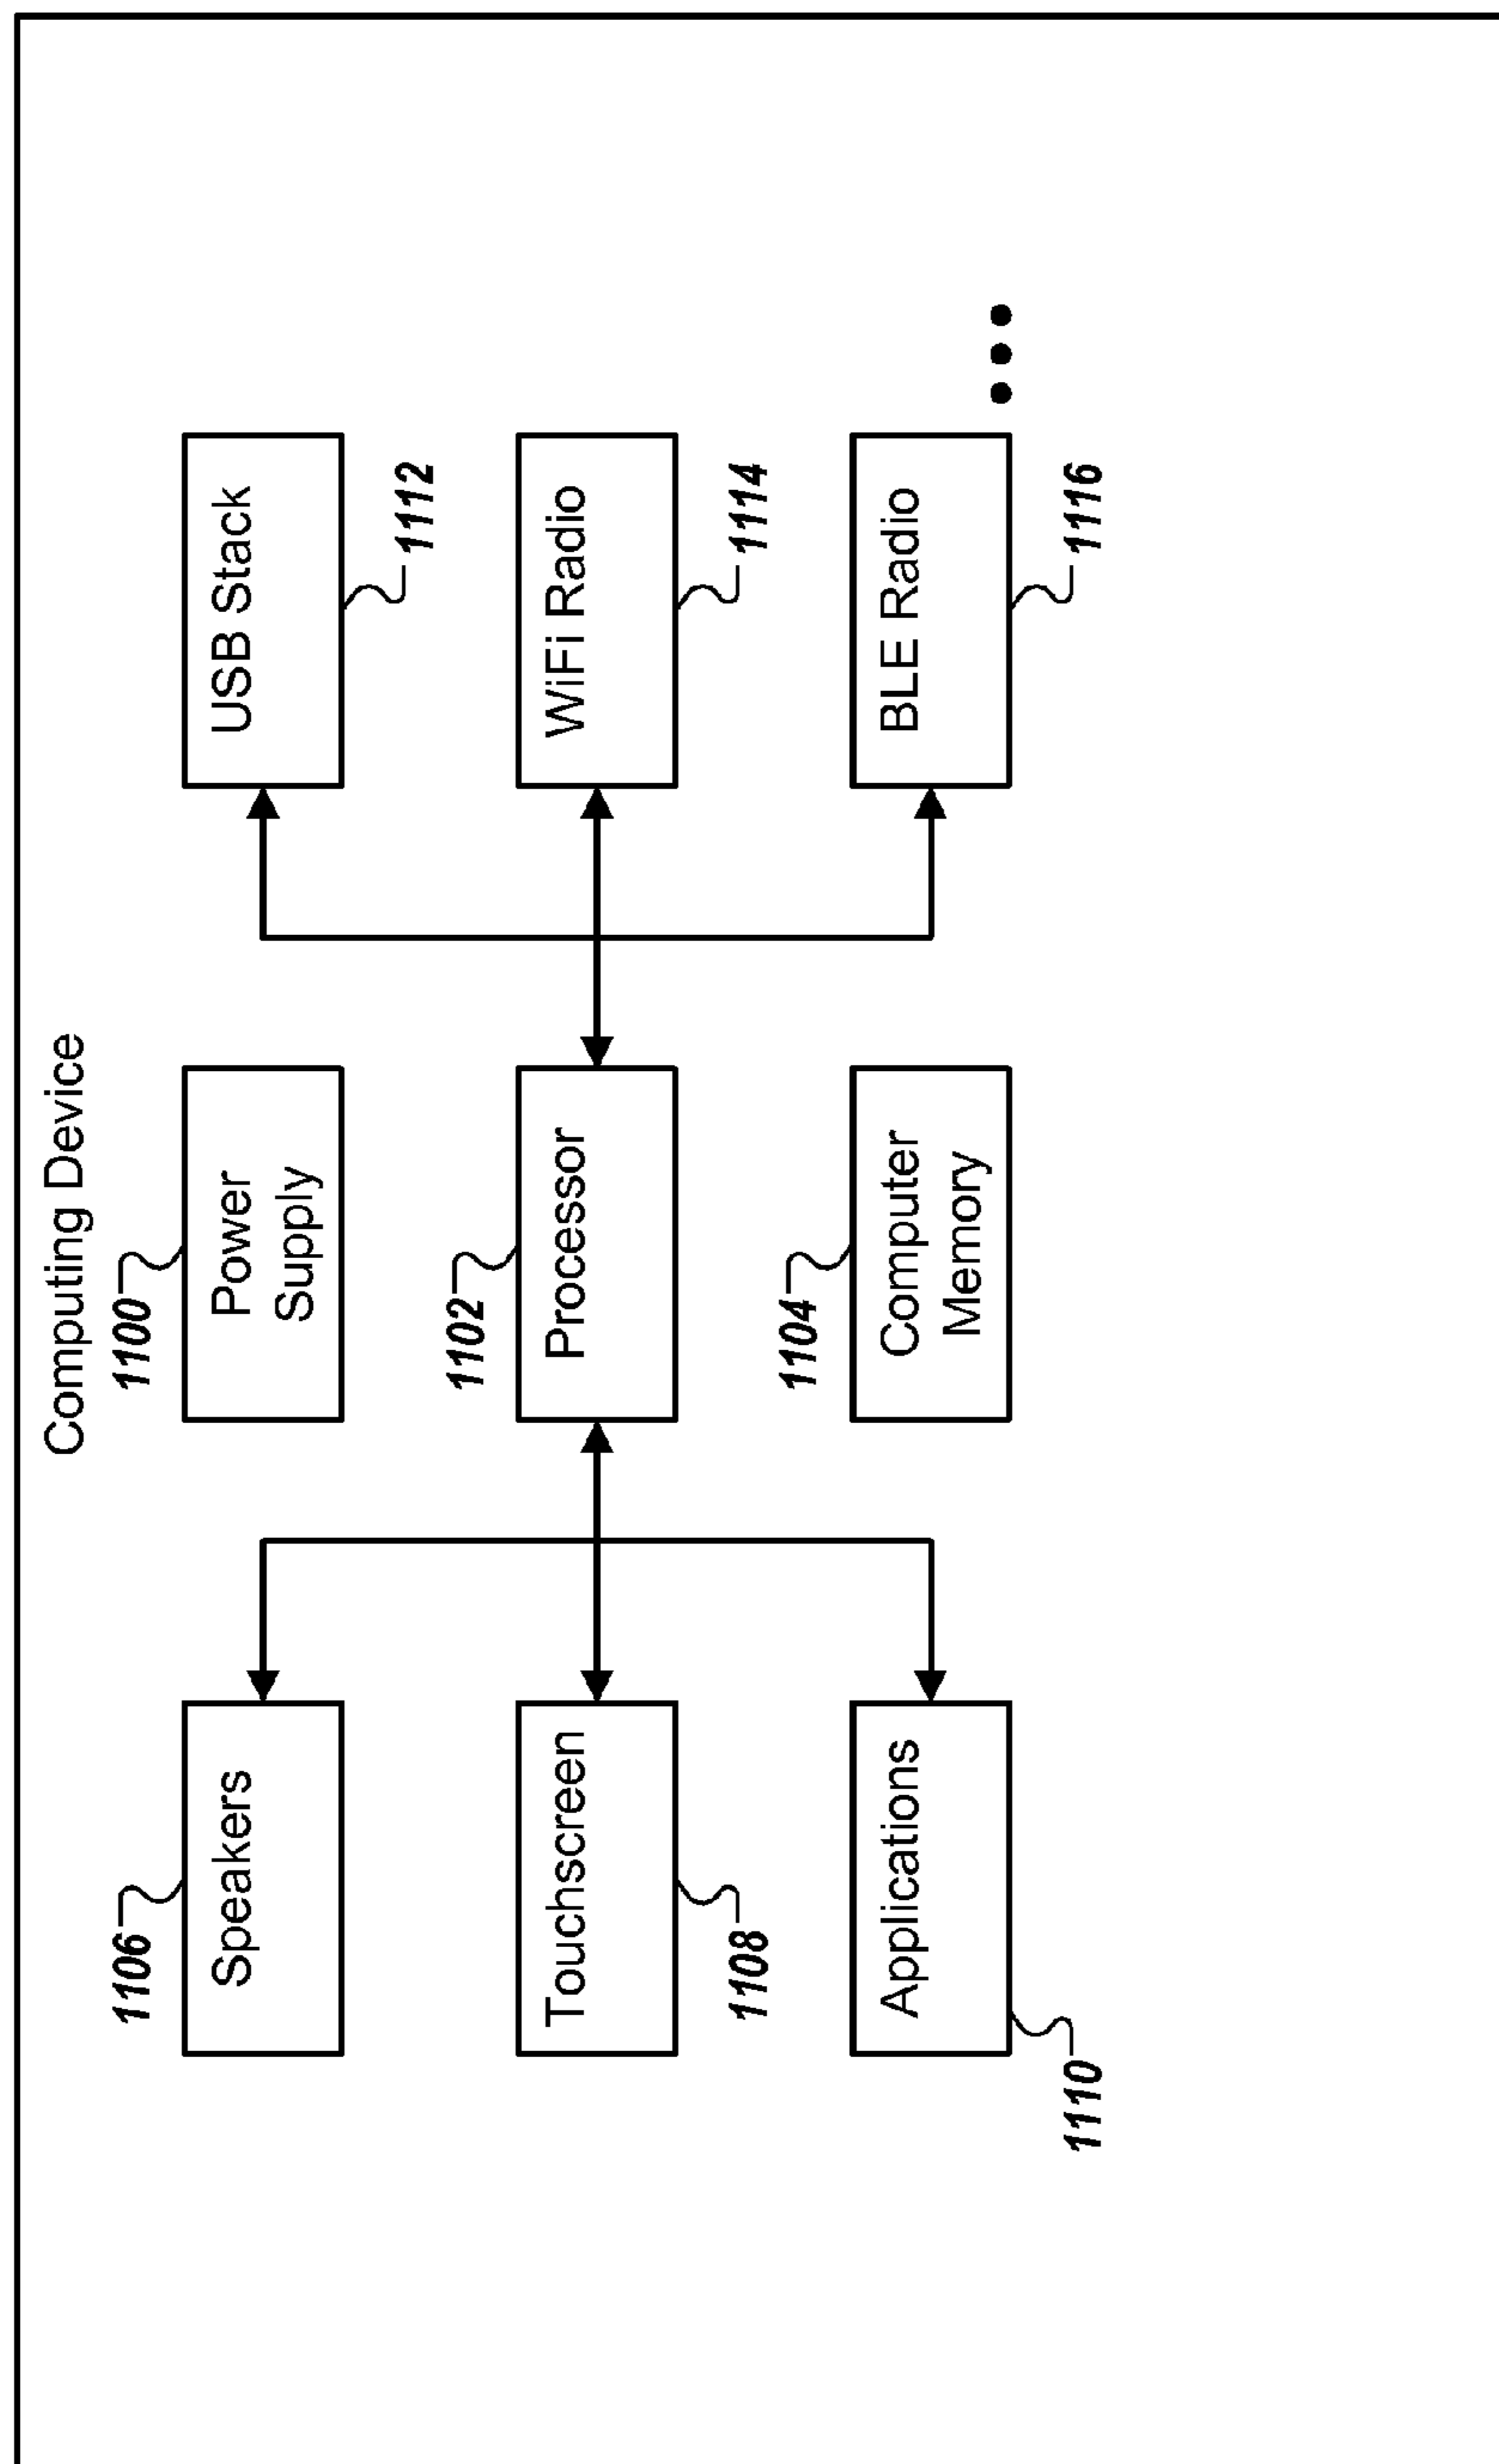 Computing Device
1106
Speakers
1108
Touchscreen
1110
Applications
1100
Power
Supply
1102
Processor
1104
Computer
Memory
USB Stack
1112
WiFi Radio
1114
BLE Radio
1116